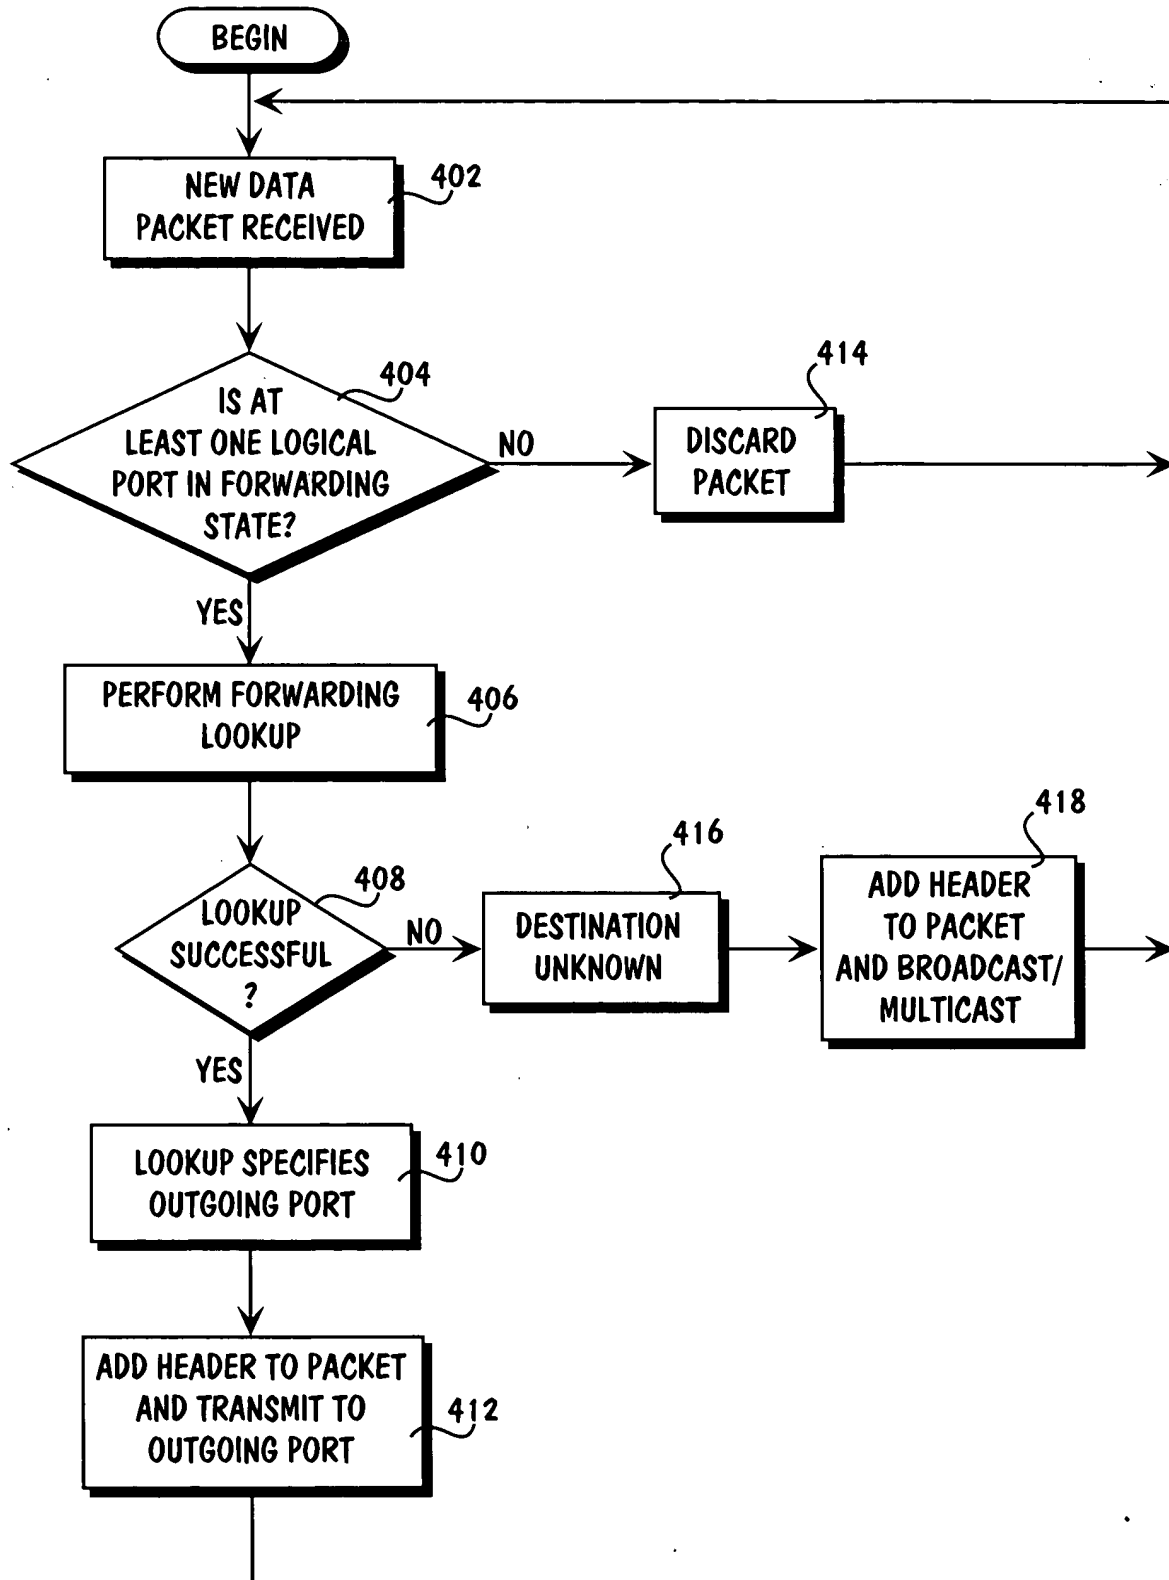 BEGIN
NEW DATA
PACKET RECEIVED
402
IS AT
LEAST ONE LOGICAL
PORT IN FORWARDING
STATE?
404
NO
DISCARD
PACKET
414
YES
PERFORM FORWARDING
LOOKUP
406
LOOKUP
SUCCESSFUL
?
408
NO
DESTINATION
UNKNOWN
416
ADD HEADER
TO PACKET
AND BROADCAST/
MULTICAST
418
YES
LOOKUP SPECIFIES
OUTGOING PORT
410
ADD HEADER TO PACKET
AND TRANSMIT TO
OUTGOING PORT
412